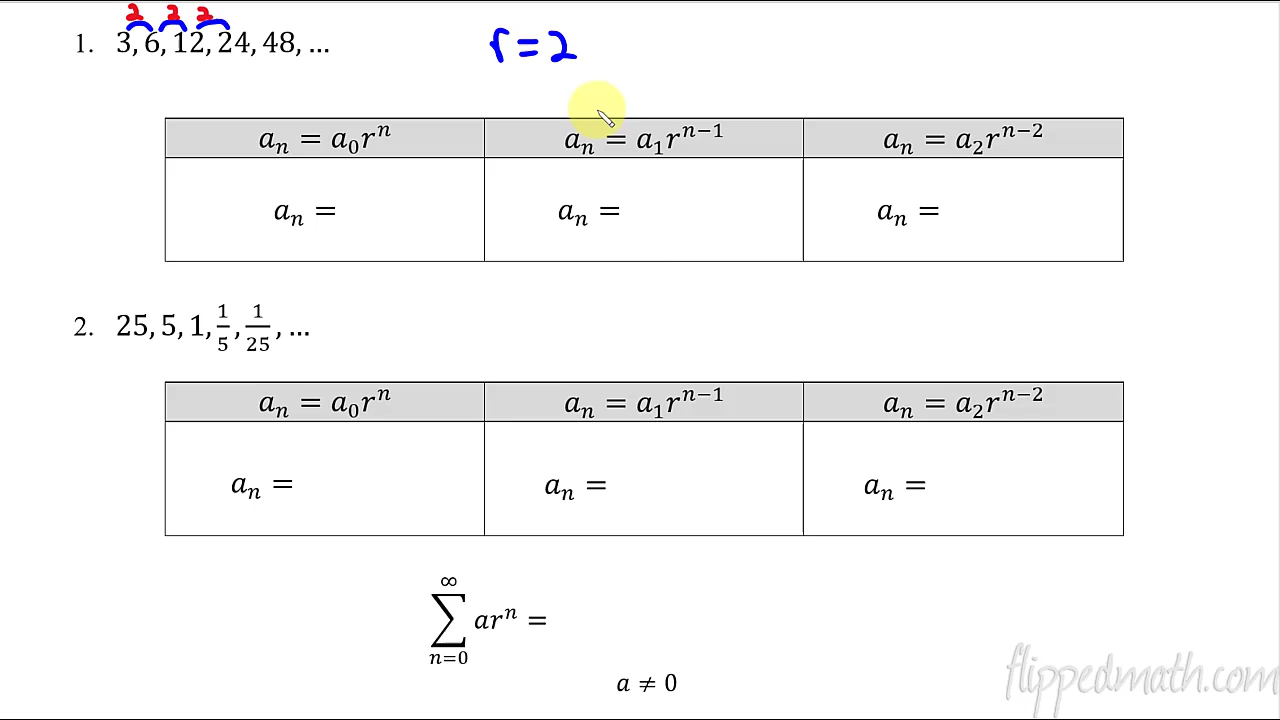 2 2 2
1. 3, 6, 12, 24, 48, … r = 2
aₙ = a₀rⁿ aₙ = a₁rⁿ⁻¹ aₙ = a₂rⁿ⁻²
aₙ = aₙ = aₙ =
2. 25, 5, 1, 1/5, 1/25, …
aₙ = a₀rⁿ aₙ = a₁rⁿ⁻¹ aₙ = a₂rⁿ⁻²
aₙ = aₙ = aₙ =
∞
∑ arⁿ =
n=0
a ≠ 0
flippedmath.com